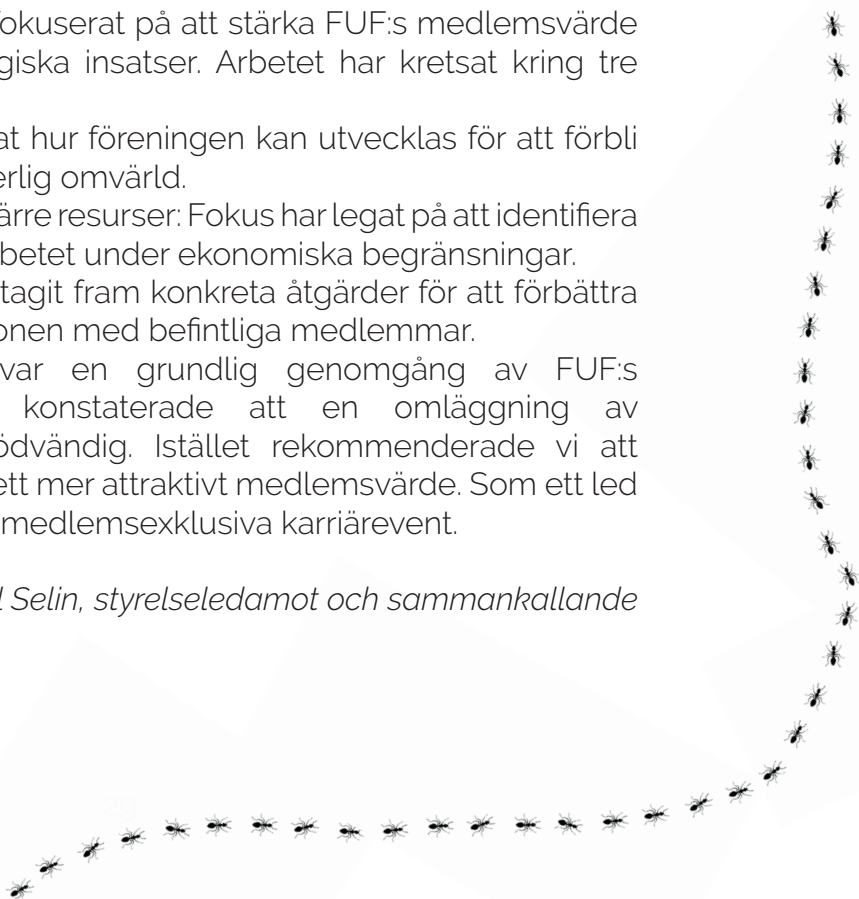 fokuserat på att stärka FUF:s medlemsvärde
giska insatser. Arbetet har kretsat kring tre
at hur föreningen kan utvecklas för att förbli
erlig omvärld.
ärre resurser: Fokus har legat på att identifiera
betet under ekonomiska begränsningar.
tagit fram konkreta åtgärder för att förbättra
onen med befintliga medlemmar.
var en grundlig genomgång av FUF:s
konstaterade att en omläggning av
ödvändig. Istället rekommenderade vi att
ett mer attraktivt medlemsvärde. Som ett led
medlemsexklusiva karriärevent.
l Selin, styrelseledamot och sammankallande